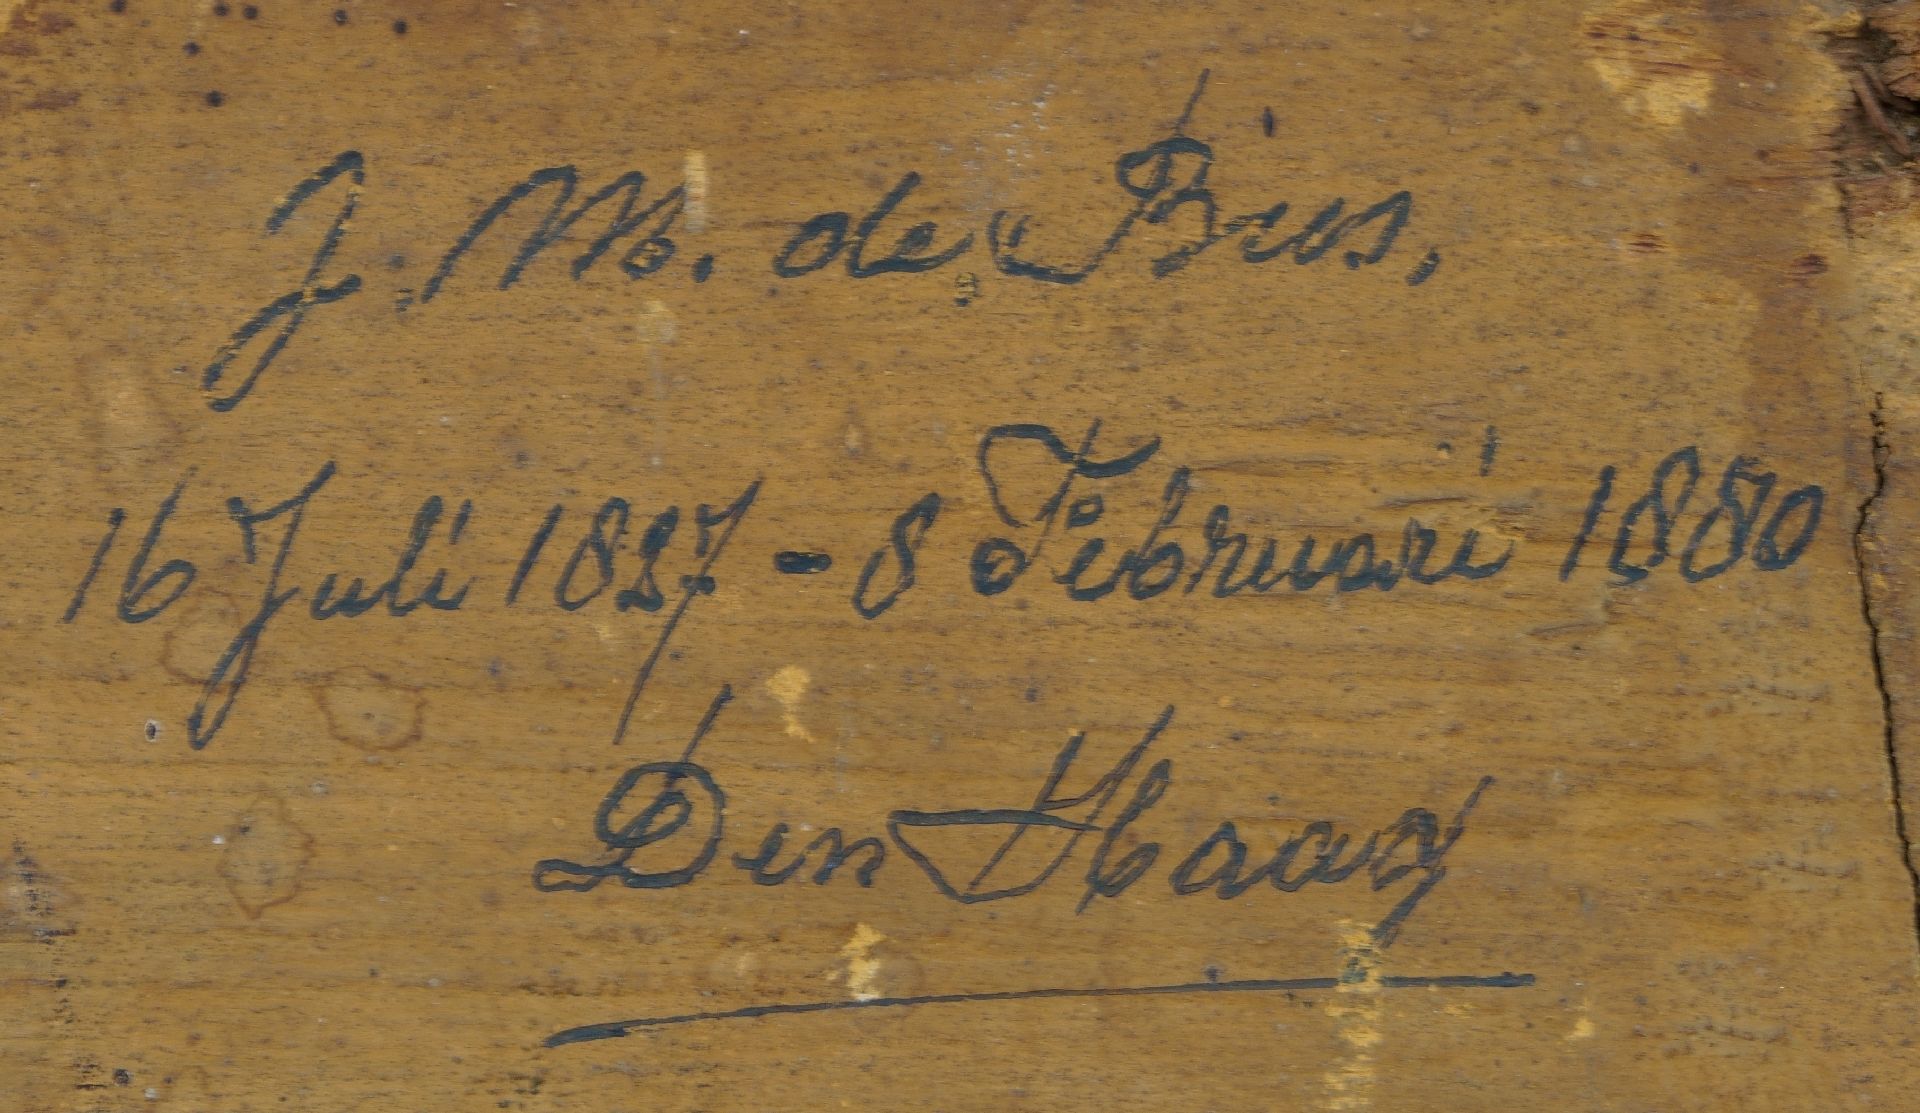 J. M. de Bus.
16 Juli 1827 - 8 Februari 1880
Den Haag